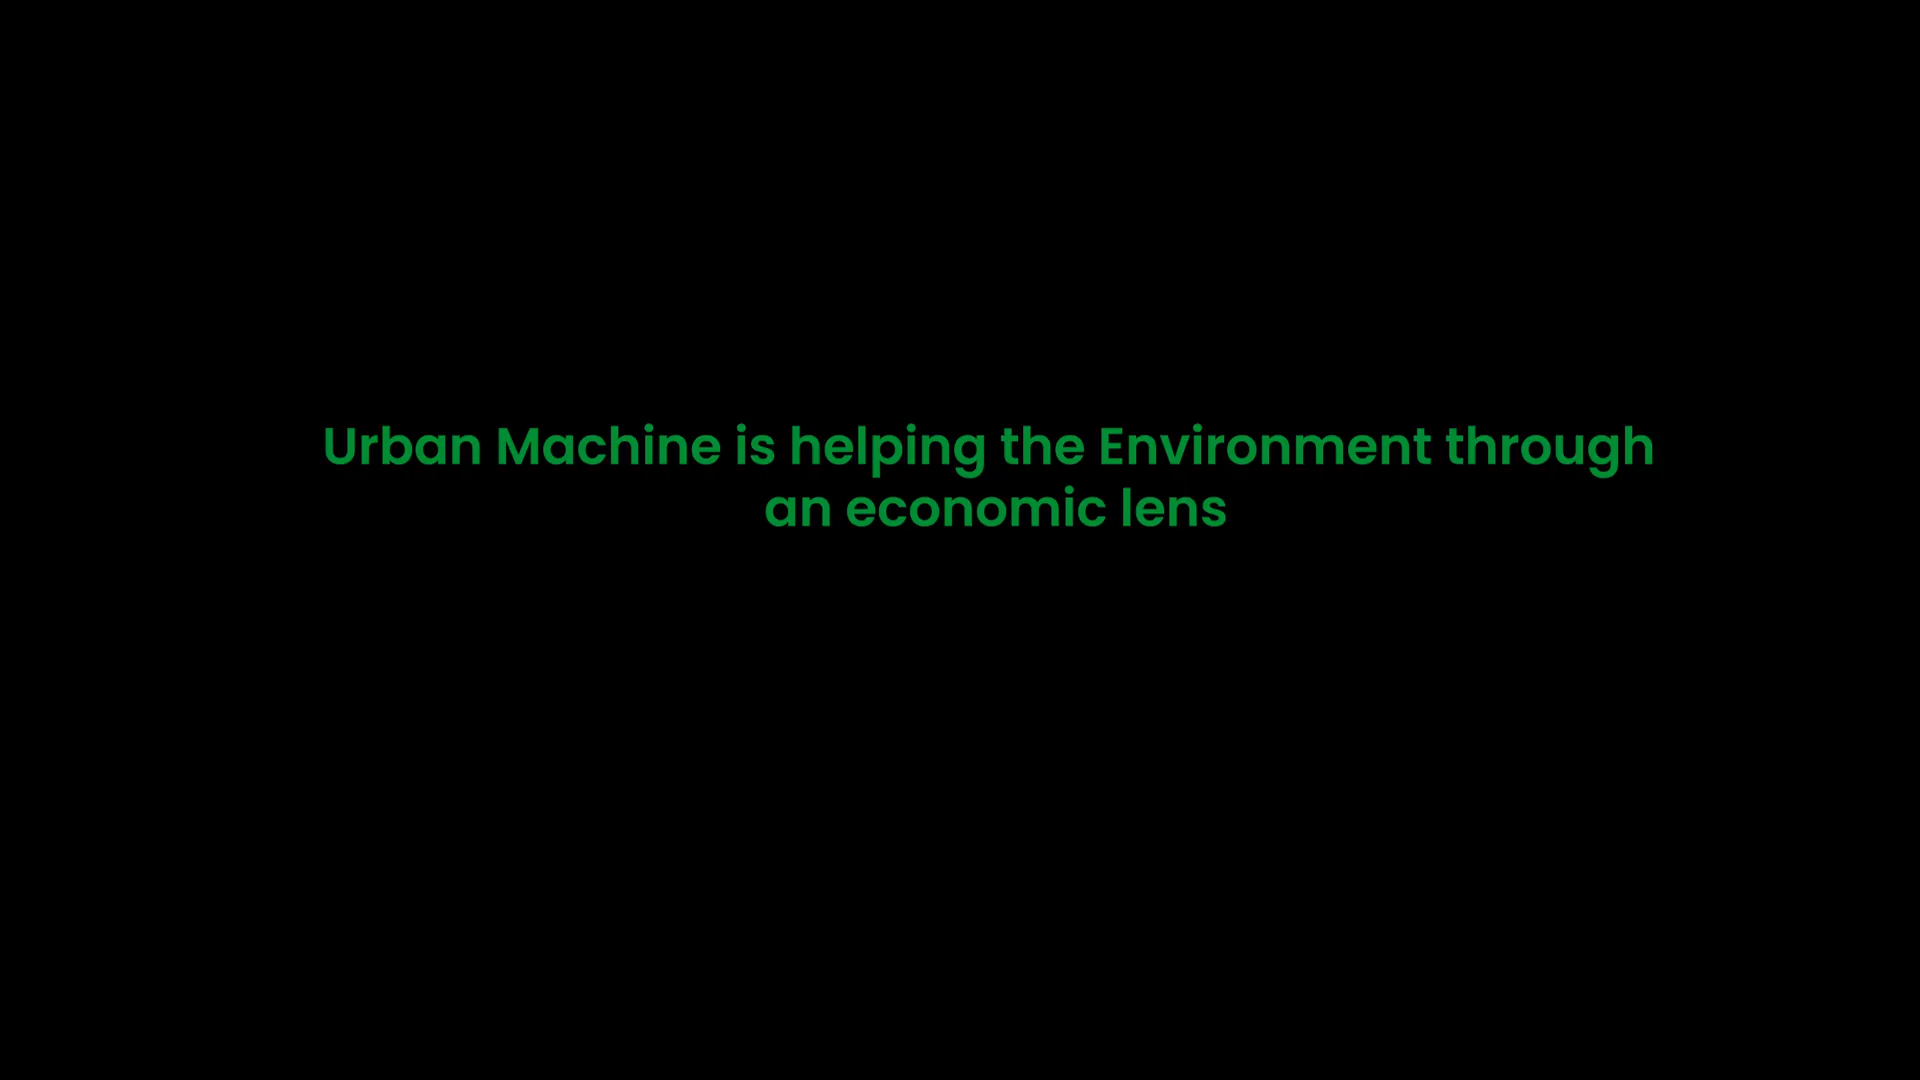 Urban Machine is helping the Environment through
an economic lens